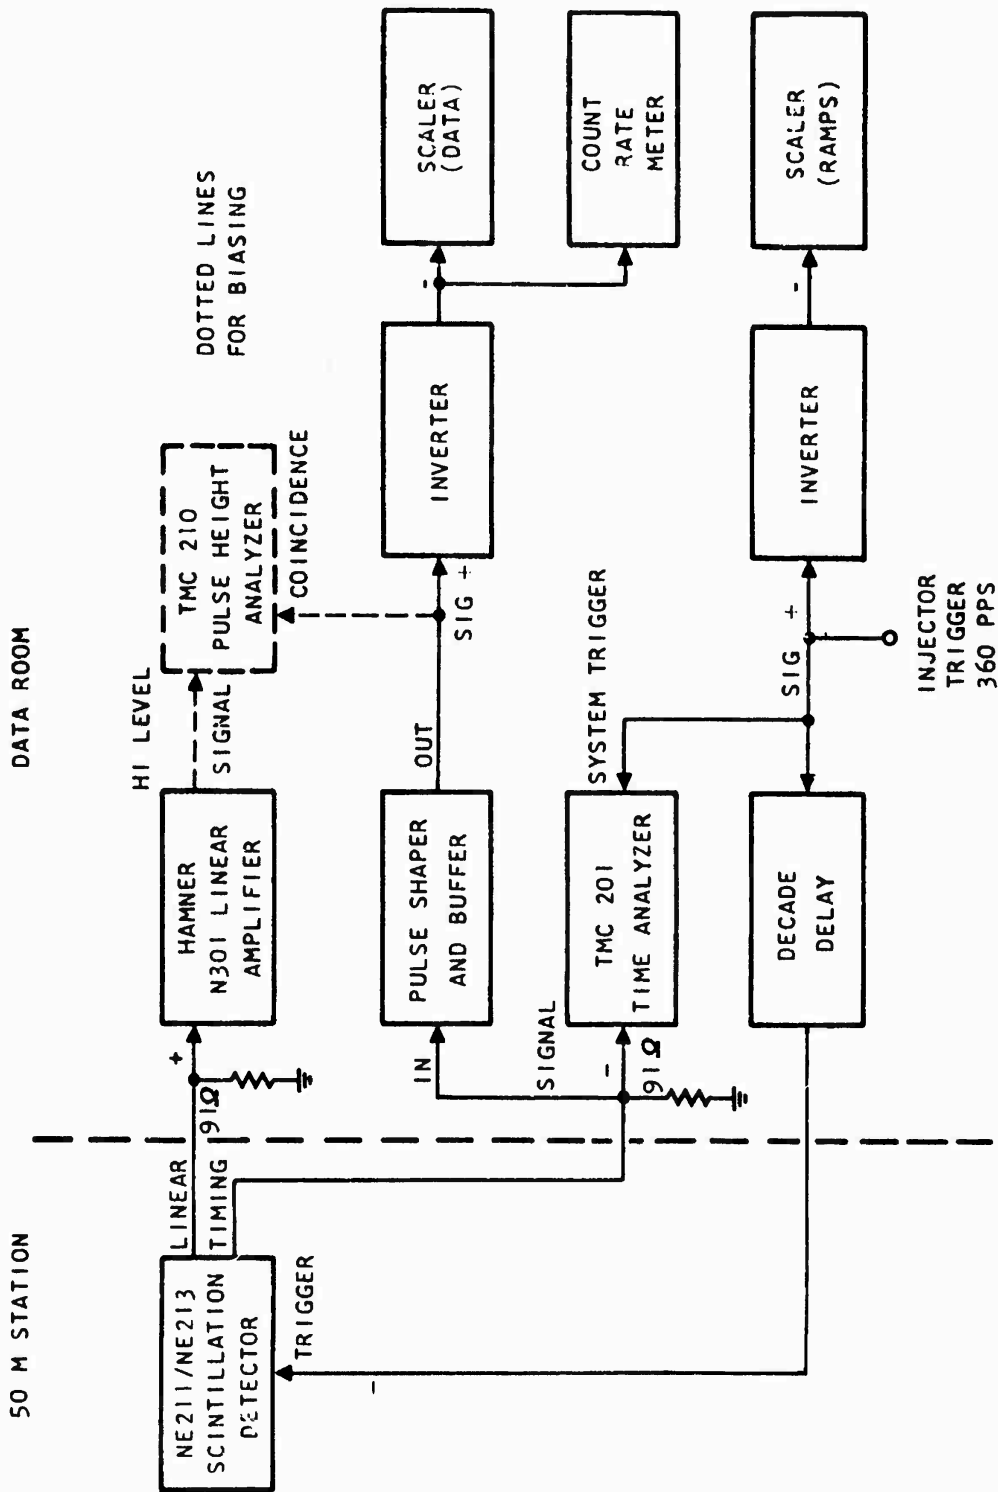 50 M STATION
DATA ROOM
NE211/NE213
SCINTILLATION
DETECTOR
LINEAR
TIMING
TRIGGER
-
91Ω
+
HAMNER
N301 LINEAR
AMPLIFIER
HI LEVEL
SIGNAL
TMC 210
PULSE HEIGHT
ANALYZER
COINCIDENCE
DOTTED LINES
FOR BIASING
IN
PULSE SHAPER
AND BUFFER
OUT
SIG +
INVERTER
-
SCALER
(DATA)
COUNT
RATE
METER
SIGNAL
-
91Ω
TMC 201
TIME ANALYZER
SYSTEM TRIGGER
DECADE
DELAY
SIG +
INJECTOR
TRIGGER
360 PPS
INVERTER
-
SCALER
(RAMPS)